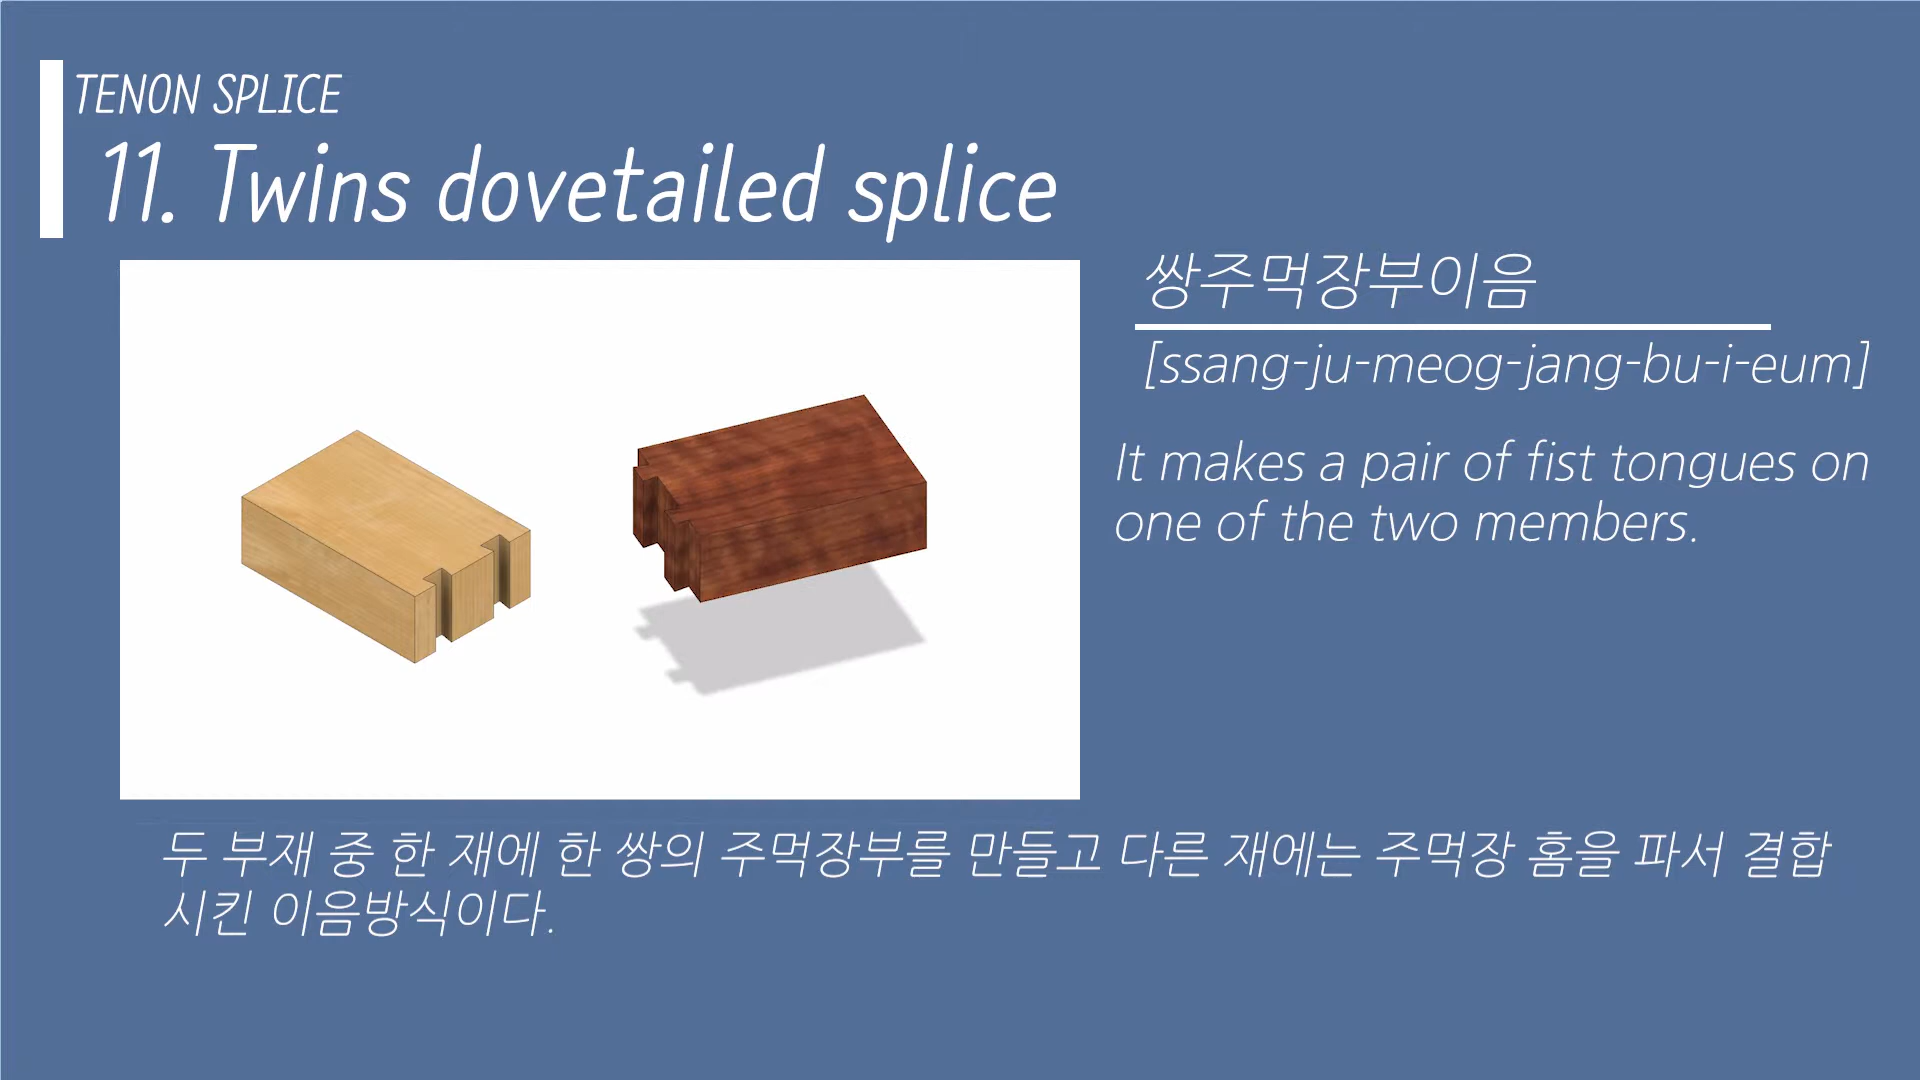 TENON SPLICE
11. Twins dovetailed splice
쌍주먹장부이음
[ssang-ju-meog-jang-bu-i-eum]
It makes a pair of fist tongues on
one of the two members.
두 부재 중 한 재에 한 쌍의 주먹장부를 만들고 다른 재에는 주먹장 홈을 파서 결합
시킨 이음방식이다.